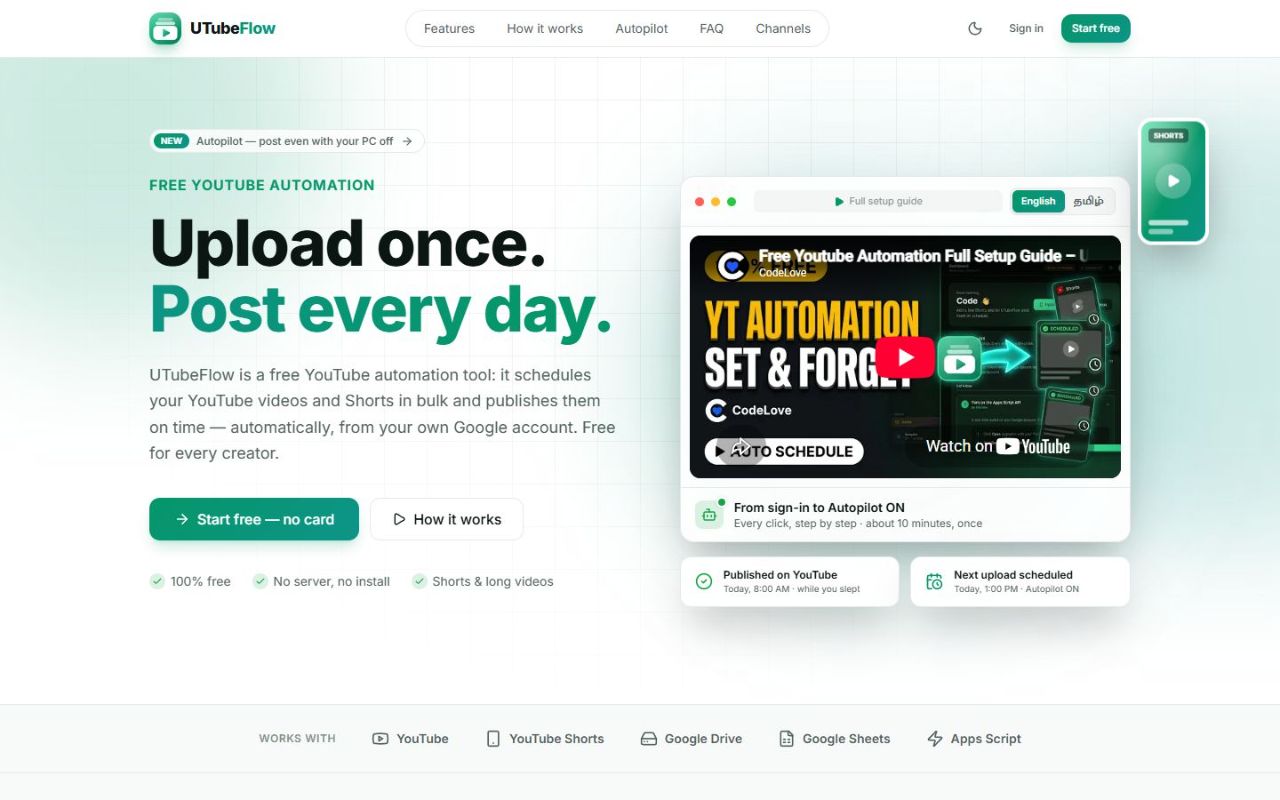 UTubeFlow
Features
How it works
Autopilot
FAQ
Channels
Sign in
Start free
NEW Autopilot — post even with your PC off
FREE YOUTUBE AUTOMATION
Upload once.
Post every day.
UTubeFlow is a free YouTube automation tool: it schedules
your YouTube videos and Shorts in bulk and publishes them
on time — automatically, from your own Google account. Free
for every creator.
Start free — no card
How it works
100% free
No server, no install
Shorts & long videos
SHORTS
Full setup guide
English
தமிழ்
Free Youtube Automation Full Setup Guide – U
CodeLove
YT AUTOMATION
SET & FORGET
CodeLove
AUTO SCHEDULE
Watch on YouTube
Code
Shorts
SCHEDULED
From sign-in to Autopilot ON
Every click, step by step · about 10 minutes, once
Published on YouTube
Today, 8:00 AM · while you slept
Next upload scheduled
Today, 1:00 PM · Autopilot ON
WORKS WITH
YouTube
YouTube Shorts
Google Drive
Google Sheets
Apps Script